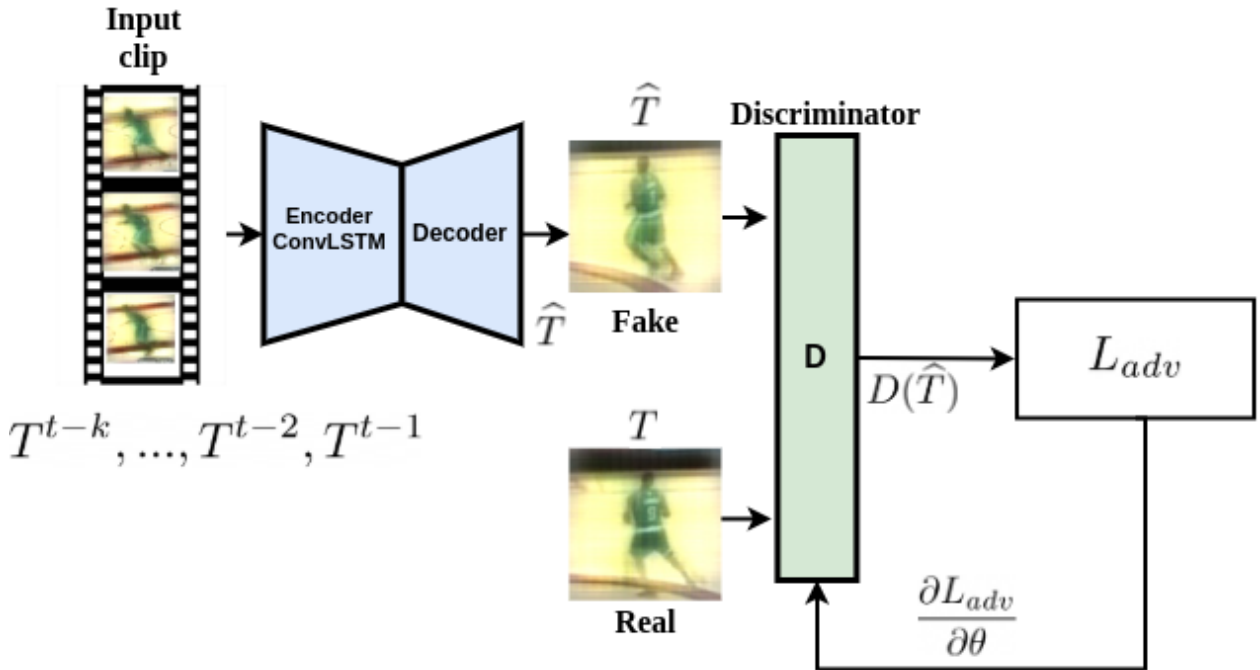 Input
clip
T^{t-k}, ..., T^{t-2}, T^{t-1}
Encoder
ConvLSTM
Decoder
\widehat{T}
\widehat{T}
Fake
T
Real
Discriminator
D
D(\widehat{T})
L_{adv}
\frac{\partial L_{adv}}{\partial \theta}